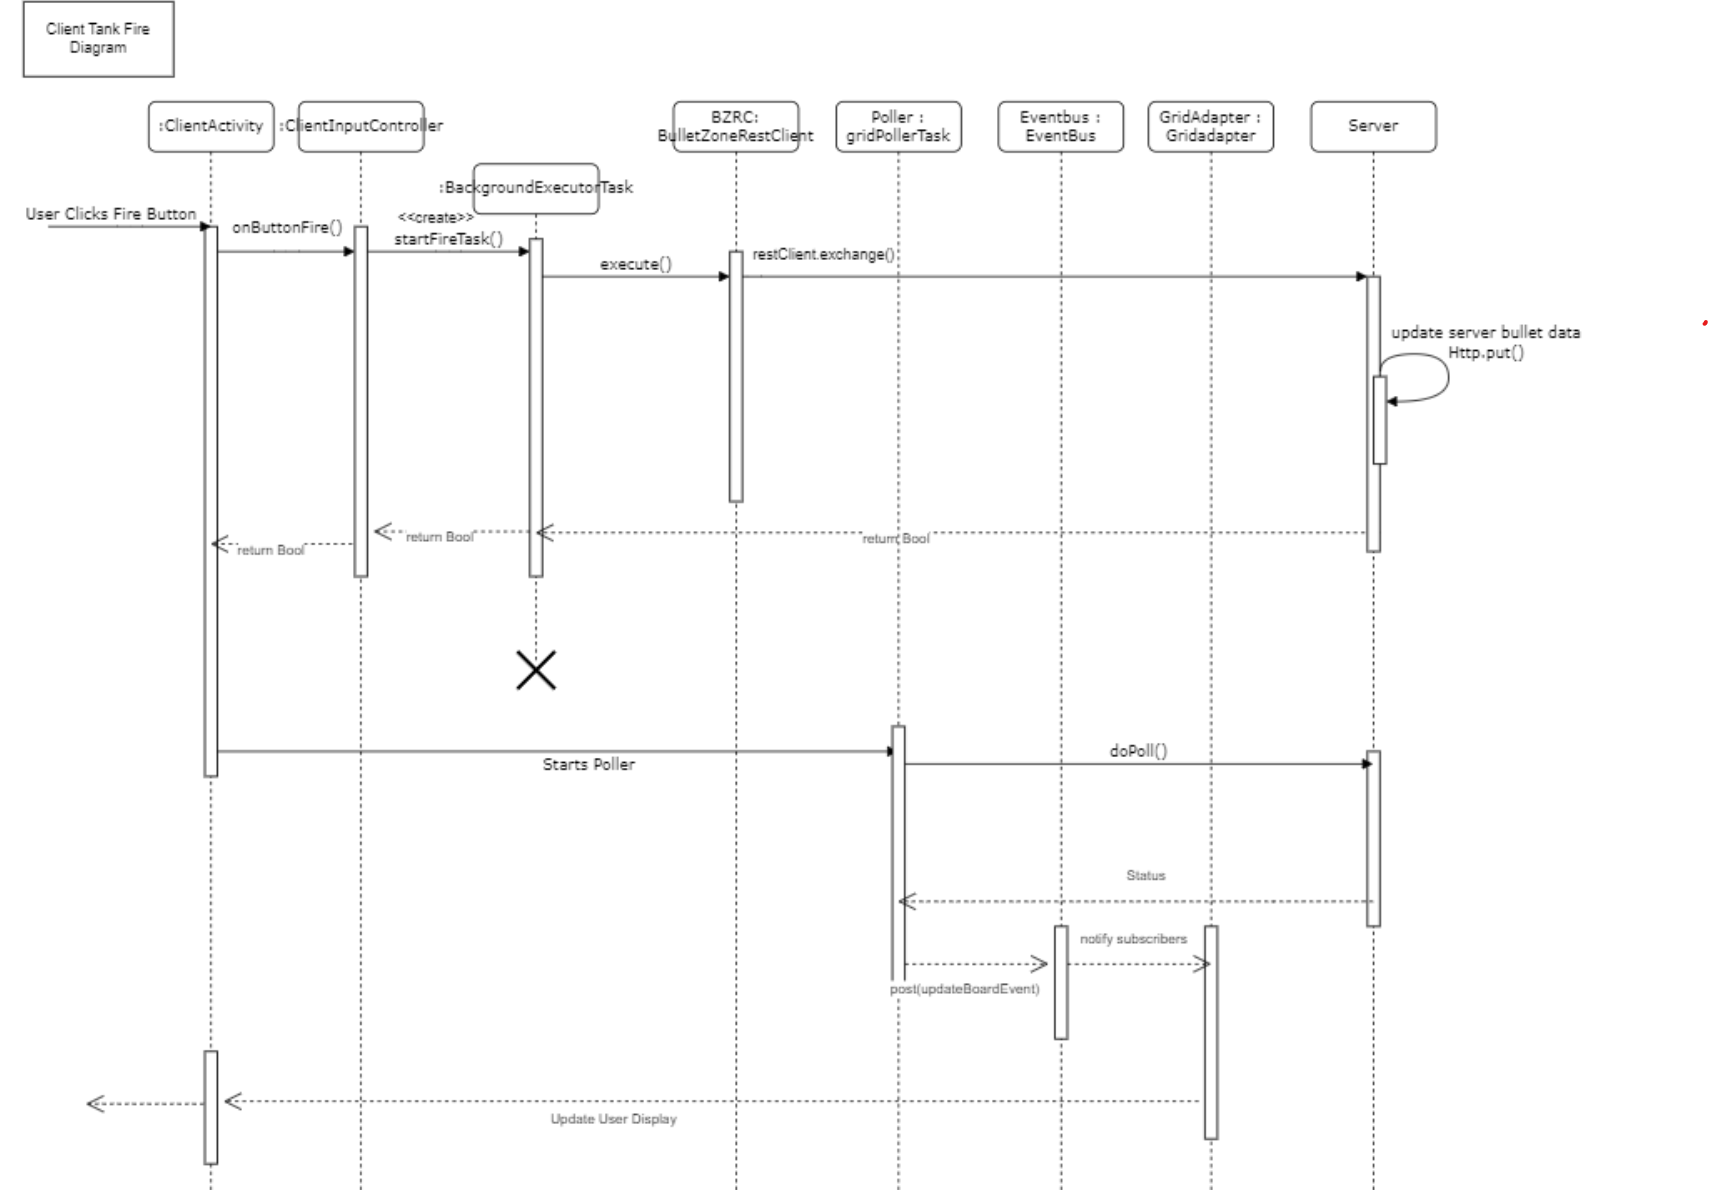 Client Tank Fire
Diagram
:ClientActivity
:ClientInputController
:BackgroundExecutorTask
BZRC:
BulletZoneRestClient
Poller :
gridPollerTask
Eventbus :
EventBus
GridAdapter :
Gridadapter
Server
User Clicks Fire Button
onButtonFire()
<<create>>
startFireTask()
execute()
restClient.exchange()
update server bullet data
Http.put()
return Bool
return Bool
return Bool
Starts Poller
doPoll()
Status
notify subscribers
post(updateBoardEvent)
Update User Display